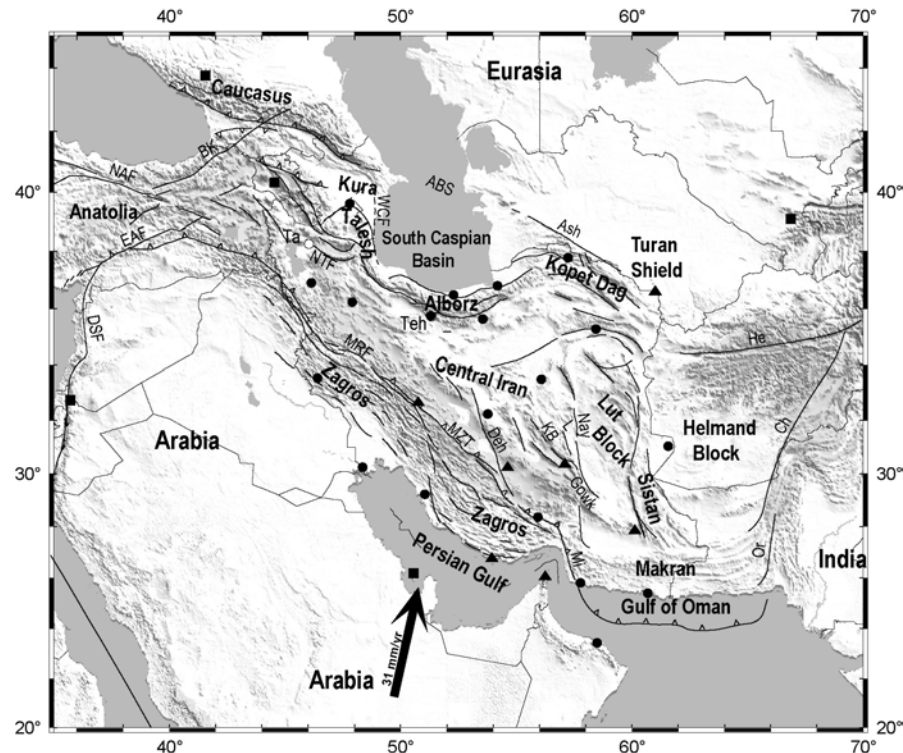 40°
50°
60°
70°
Eurasia
Caucasus
BK
NAF
40°
Kura
ABS
40°
Anatolia
WCF
Talesh
Ash
Ta
South Caspian
Basin
Turan
Shield
EAF
NTF
Kopet Dag
Alborz
DSF
Teh
He
MRF
Central Iran
Zagros
Lut
Block
Arabia
MZT
Deh
KB
Nay
Helmand
Block
Ch
30°
30°
Gowk
Sistan
Zagros
Persian Gulf
Mi
Makran
Or
India
Gulf of Oman
31 mm/yr
Arabia
20°
20°
40°
50°
60°
70°